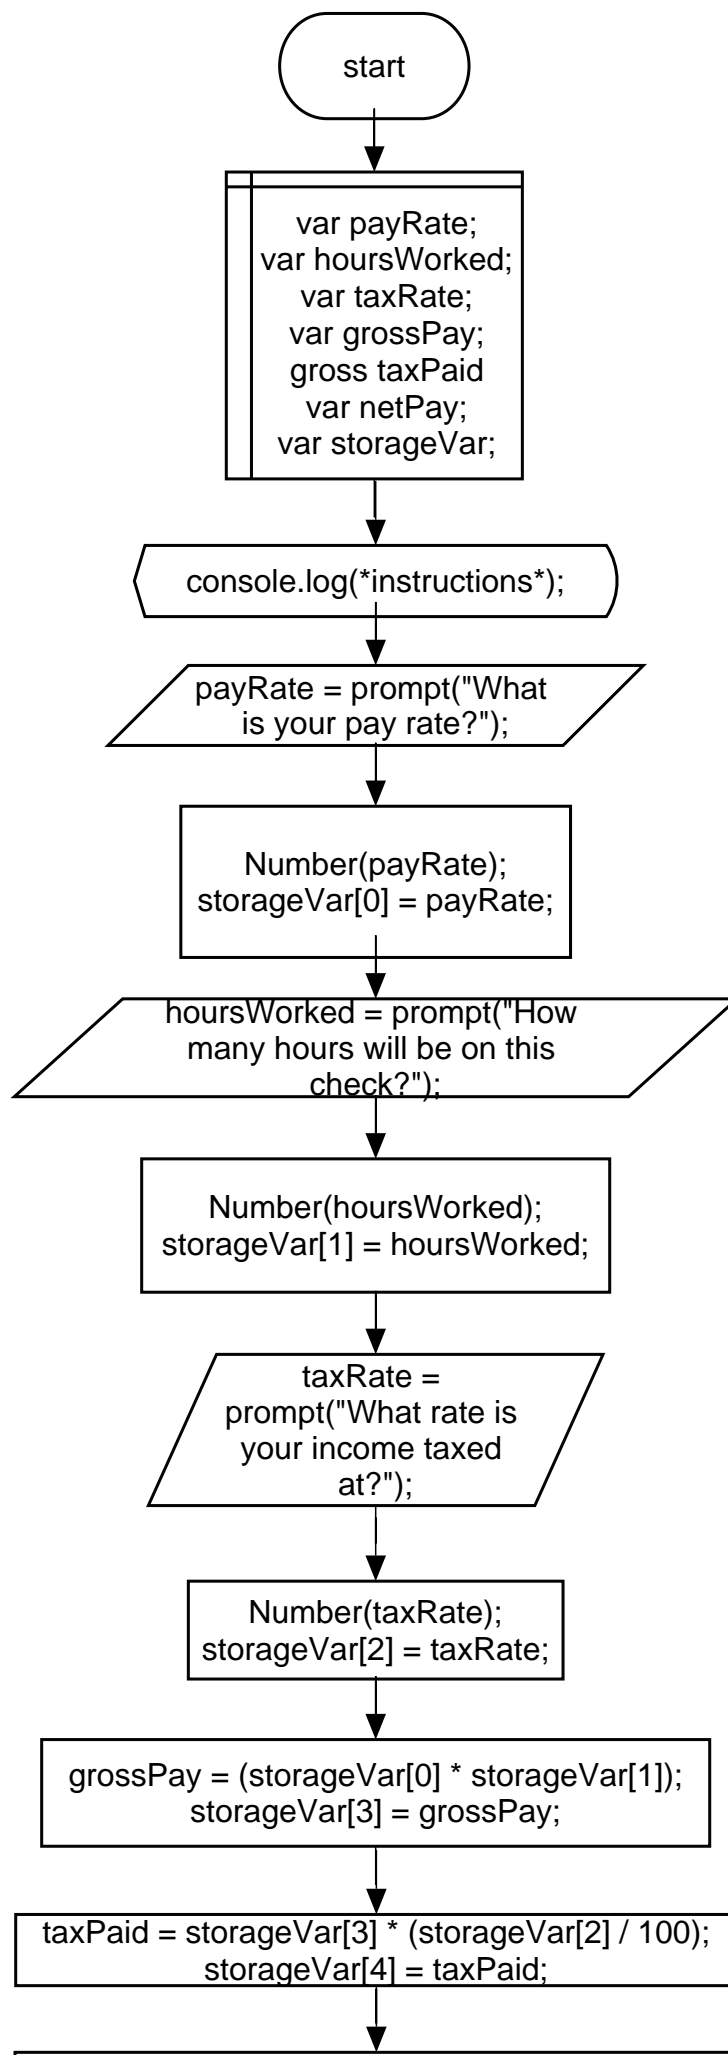 start
var payRate;
var hoursWorked;
var taxRate;
var grossPay;
gross taxPaid
var netPay;
var storageVar;
console.log(*instructions*);
payRate = prompt("What
is your pay rate?");
Number(payRate);
storageVar[0] = payRate;
hoursWorked = prompt("How
many hours will be on this
check?");
Number(hoursWorked);
storageVar[1] = hoursWorked;
taxRate =
prompt("What rate is
your income taxed
at?");
Number(taxRate);
storageVar[2] = taxRate;
grossPay = (storageVar[0] * storageVar[1]);
storageVar[3] = grossPay;
taxPaid = storageVar[3] * (storageVar[2] / 100);
storageVar[4] = taxPaid;